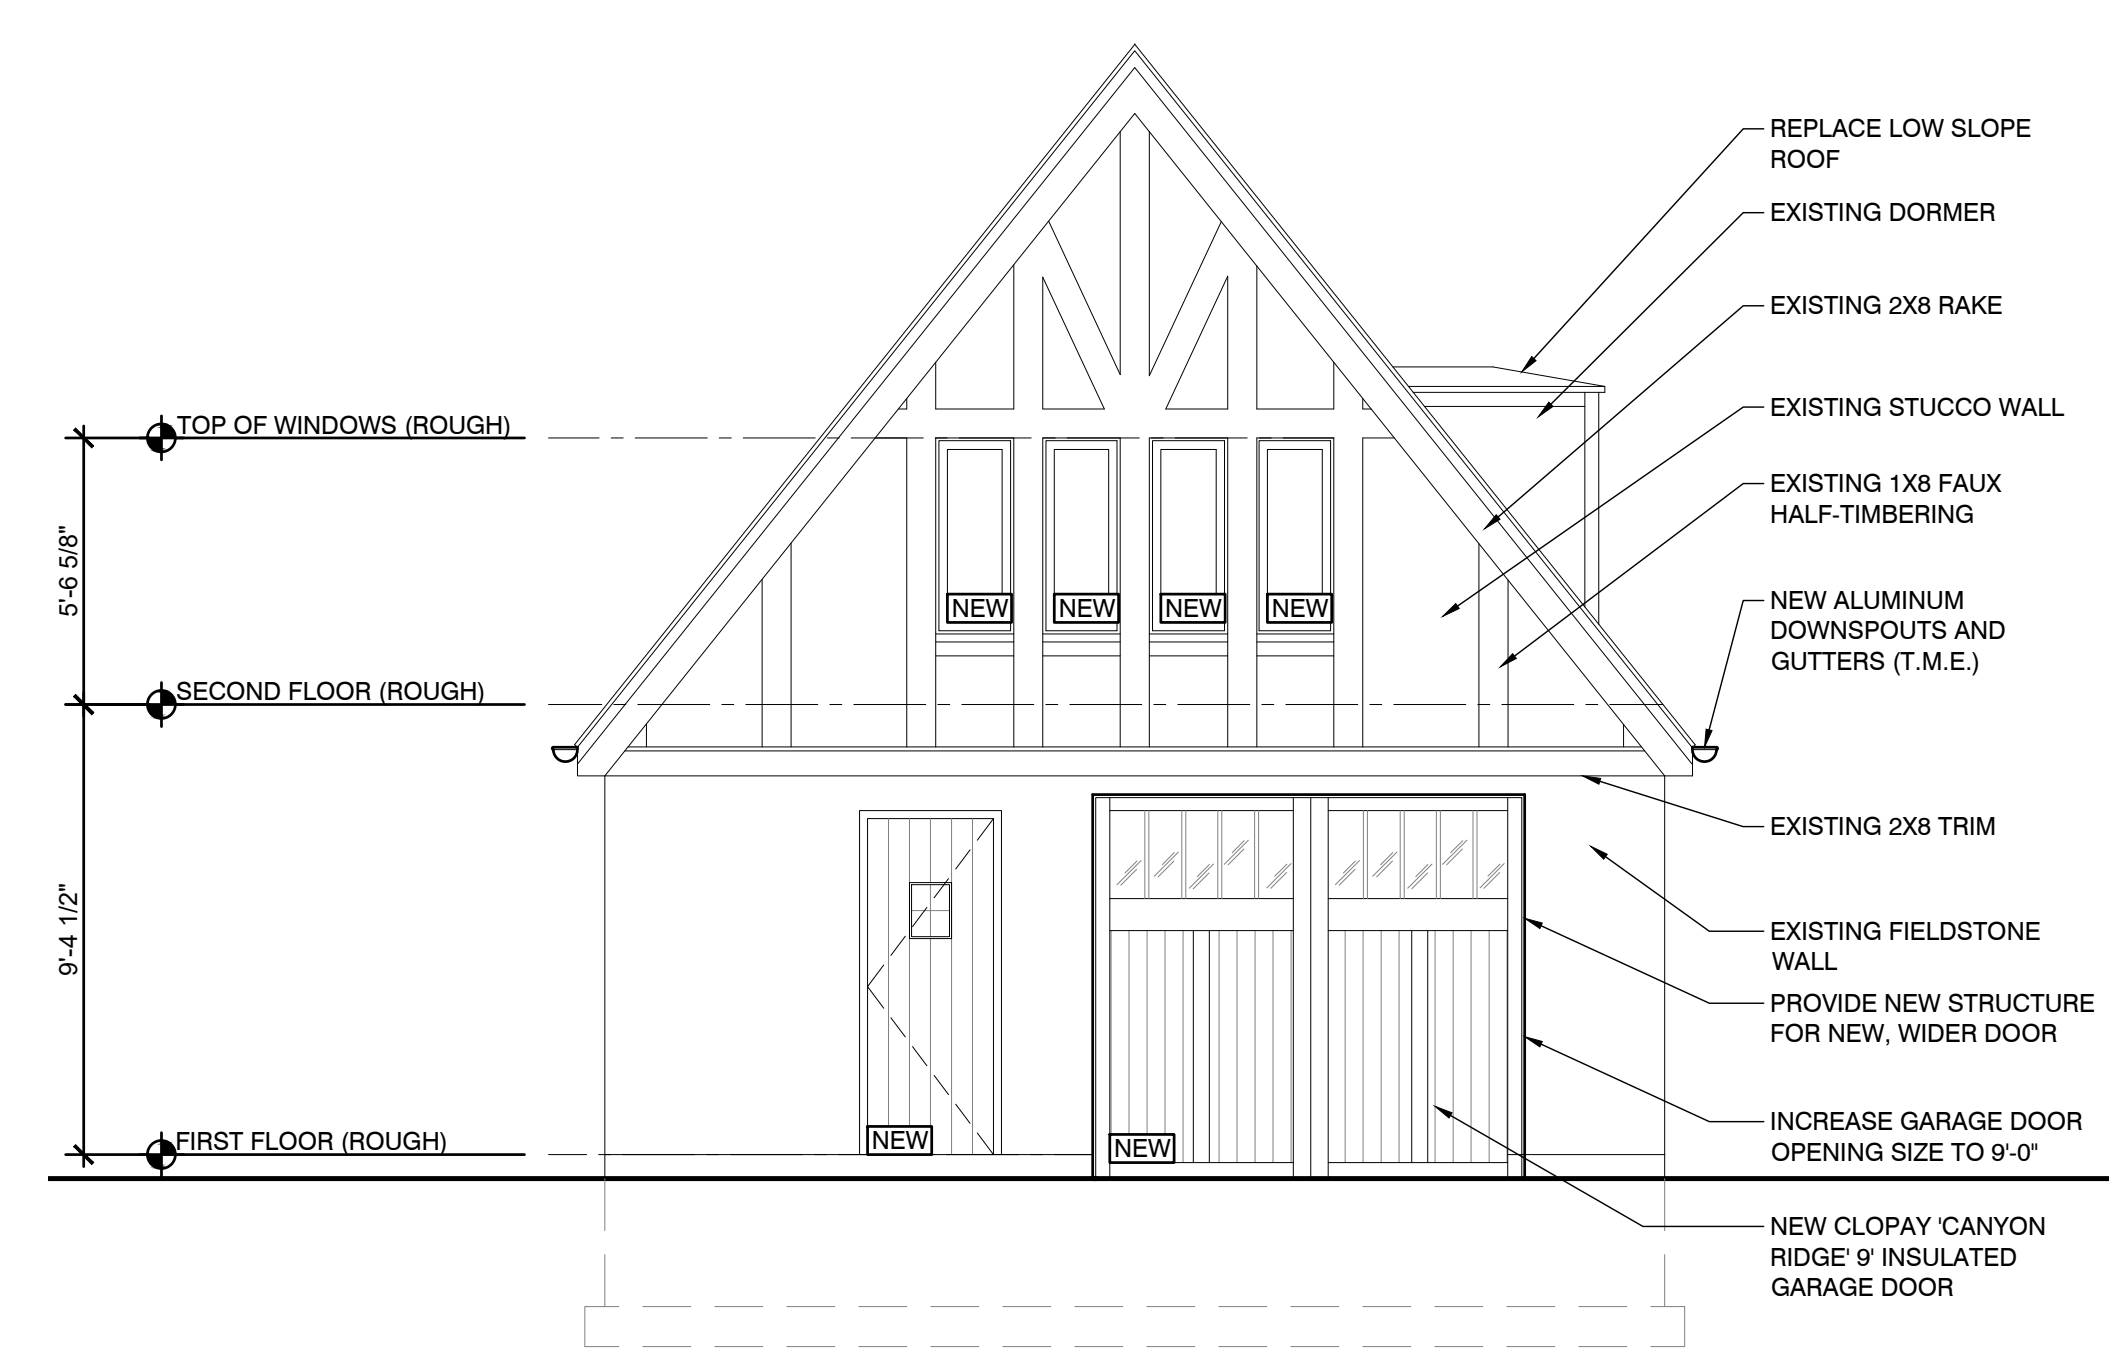 REPLACE LOW SLOPE
ROOF
EXISTING DORMER
EXISTING 2X8 RAKE
EXISTING STUCCO WALL
EXISTING 1X8 FAUX
HALF-TIMBERING
NEW ALUMINUM
DOWNSPOUTS AND
GUTTERS (T.M.E.)
EXISTING 2X8 TRIM
EXISTING FIELDSTONE
WALL
PROVIDE NEW STRUCTURE
FOR NEW, WIDER DOOR
INCREASE GARAGE DOOR
OPENING SIZE TO 9'-0"
NEW CLOPAY 'CANYON
RIDGE' 9' INSULATED
GARAGE DOOR
TOP OF WINDOWS (ROUGH)
5'-6 5/8"
SECOND FLOOR (ROUGH)
9'-4 1/2"
FIRST FLOOR (ROUGH)
NEW
NEW
NEW
NEW
NEW
NEW